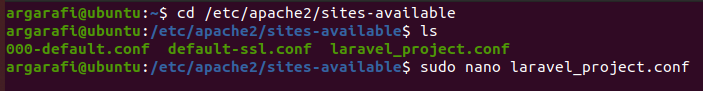 argarafi@ubuntu:~$ cd /etc/apache2/sites-available
argarafi@ubuntu:/etc/apache2/sites-available$ ls
000-default.conf  default-ssl.conf  laravel_project.conf
argarafi@ubuntu:/etc/apache2/sites-available$ sudo nano laravel_project.conf